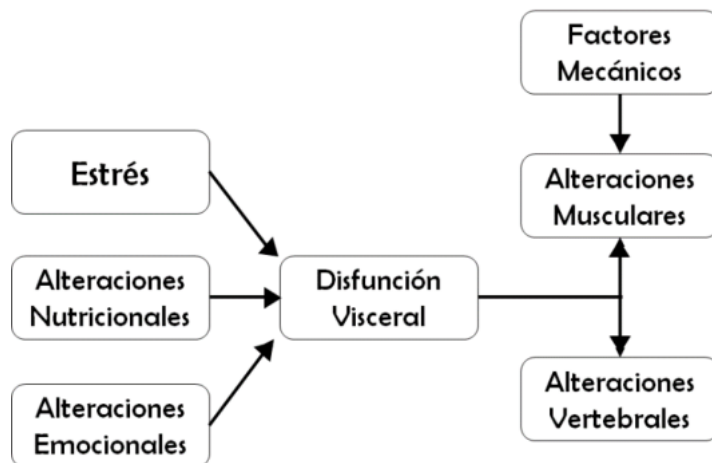 Factores
Mecánicos
Estrés
Alteraciones
Musculares
Alteraciones
Nutricionales
Disfunción
Visceral
Alteraciones
Vertebrales
Alteraciones
Emocionales